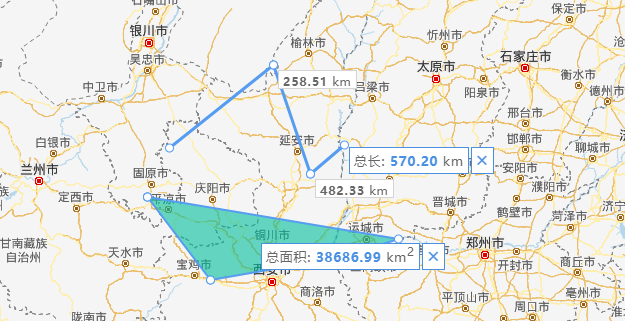 石嘴山市
银川市
吴忠市
中卫市
榆林市
忻州市
保定市
石家庄市
太原市
阳泉市
衡水市
德州市
258.51 km
吕梁市
邢台市
邯郸市
聊城市
白银市
延安市
总长: 570.20 km
安阳市
兰州市
固原市
定西市
庆阳市
482.33 km
平凉市
晋城市
鹤壁市
濮阳市
济宁
菏泽市
甘南藏族
自治州
天水市
铜川市
运城市
郑州市
开封市
商丘市
总面积: 38686.99 km2
宝鸡市
西安市
商洛市
平顶山市
亳州市
周口市
陇南市